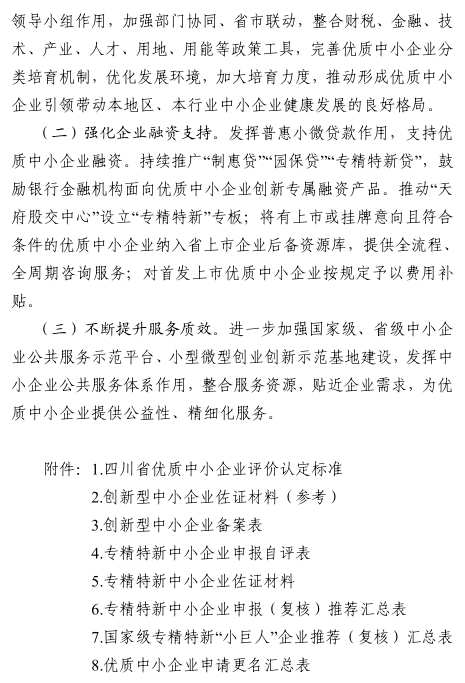 领导小组作用，加强部门协同、省市联动，整合财税、金融、技
术、产业、人才、用地、用能等政策工具，完善优质中小企业分
类培育机制，优化发展环境，加大培育力度，推动形成优质中小
企业引领带动本地区、本行业中小企业健康发展的良好格局。
（二）强化企业融资支持。发挥普惠小微贷款作用，支持优
质中小企业融资。持续推广“制惠贷”“园保贷”“专精特新贷”，鼓
励银行金融机构面向优质中小企业创新专属融资产品。推动“天
府股交中心”设立“专精特新”专板；将有上市或挂牌意向且符合
条件的优质中小企业纳入省上市企业后备资源库，提供全流程、
全周期咨询服务；对首发上市优质中小企业按规定予以费用补
贴。
（三）不断提升服务质效。进一步加强国家级、省级中小企
业公共服务示范平台、小型微型创业创新示范基地建设，发挥中
小企业公共服务体系作用，整合服务资源，贴近企业需求，为优
质中小企业提供公益性、精细化服务。
附件：1.四川省优质中小企业评价认定标准
2.创新型中小企业佐证材料（参考）
3.创新型中小企业备案表
4.专精特新中小企业申报自评表
5.专精特新中小企业佐证材料
6.专精特新中小企业申报（复核）推荐汇总表
7.国家级专精特新“小巨人”企业推荐（复核）汇总表
8.优质中小企业申请更名汇总表